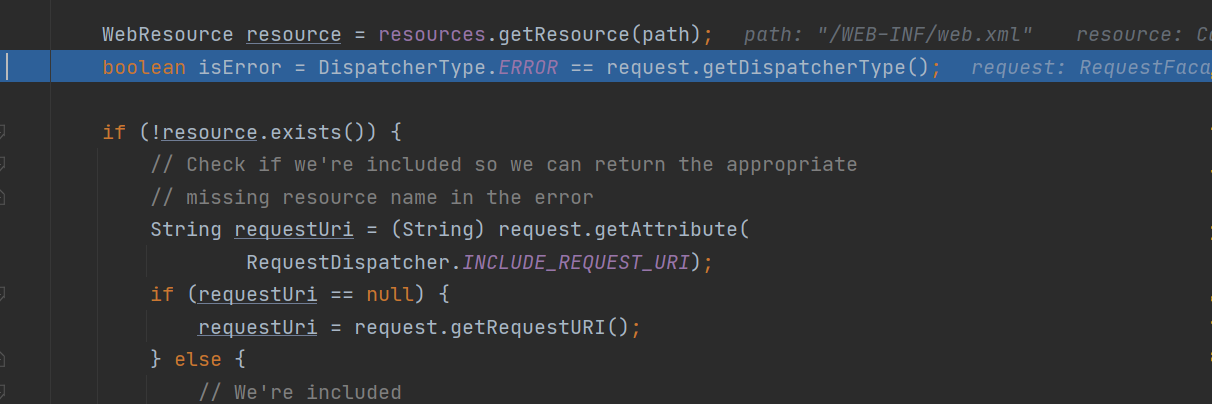 WebResource resource = resources.getResource(path); path: "/WEB-INF/web.xml" resource:
boolean isError = DispatcherType.ERROR == request.getDispatcherType(); request:
if (!resource.exists()) {
// Check if we're included so we can return the appropriate
// missing resource name in the error
String requestUri = (String) request.getAttribute(
RequestDispatcher.INCLUDE_REQUEST_URI);
if (requestUri == null) {
requestUri = request.getRequestURI();
} else {
// We're included